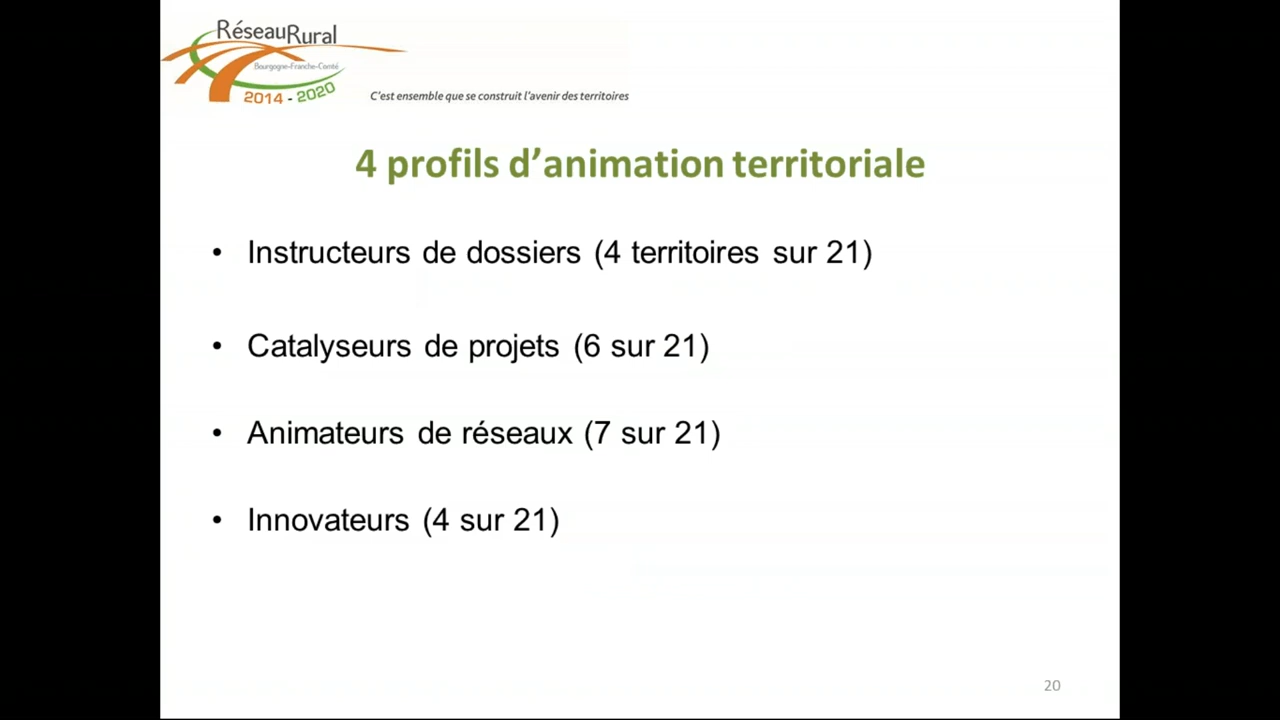 RéseauRural
Bourgogne-Franche-Comté
2014 - 2020
C'est ensemble que se construit l'avenir des territoires
4 profils d’animation territoriale
• Instructeurs de dossiers (4 territoires sur 21)
• Catalyseurs de projets (6 sur 21)
• Animateurs de réseaux (7 sur 21)
• Innovateurs (4 sur 21)
20